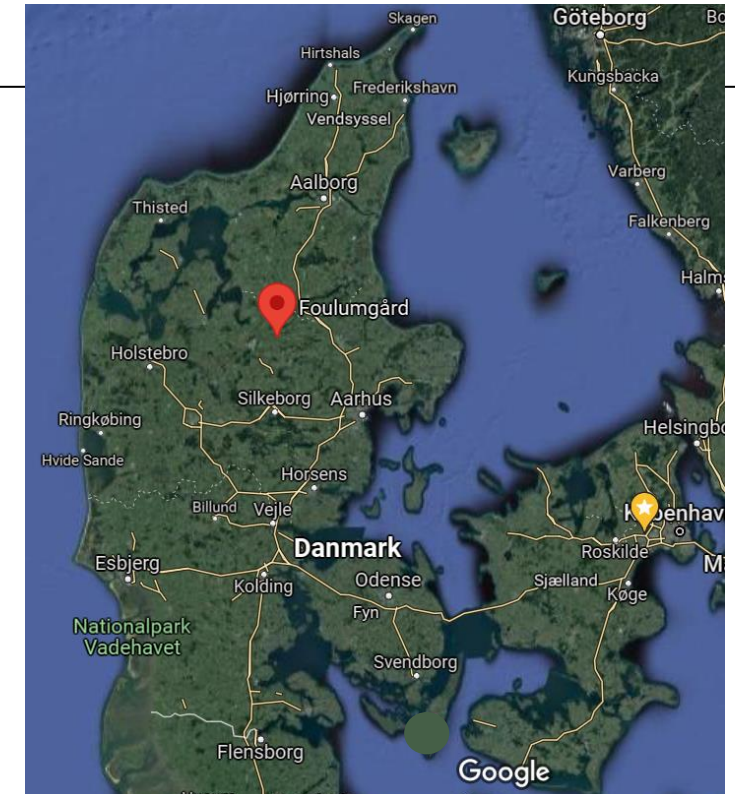 Skagen
Göteborg
Hirtshals
Kungsbacka
Hjørring
Frederikshavn
Vendsyssel
Varberg
Aalborg
Thisted
Falkenberg
Foulumgård
Holstebro
Silkeborg
Aarhus
Ringkøbing
Hvide Sande
Horsens
Billund
Vejle
Danmark
Roskilde
Esbjerg
Kolding
Odense
Sjælland
Køge
Fyn
Nationalpark
Vadehavet
Svendborg
Flensborg
Google